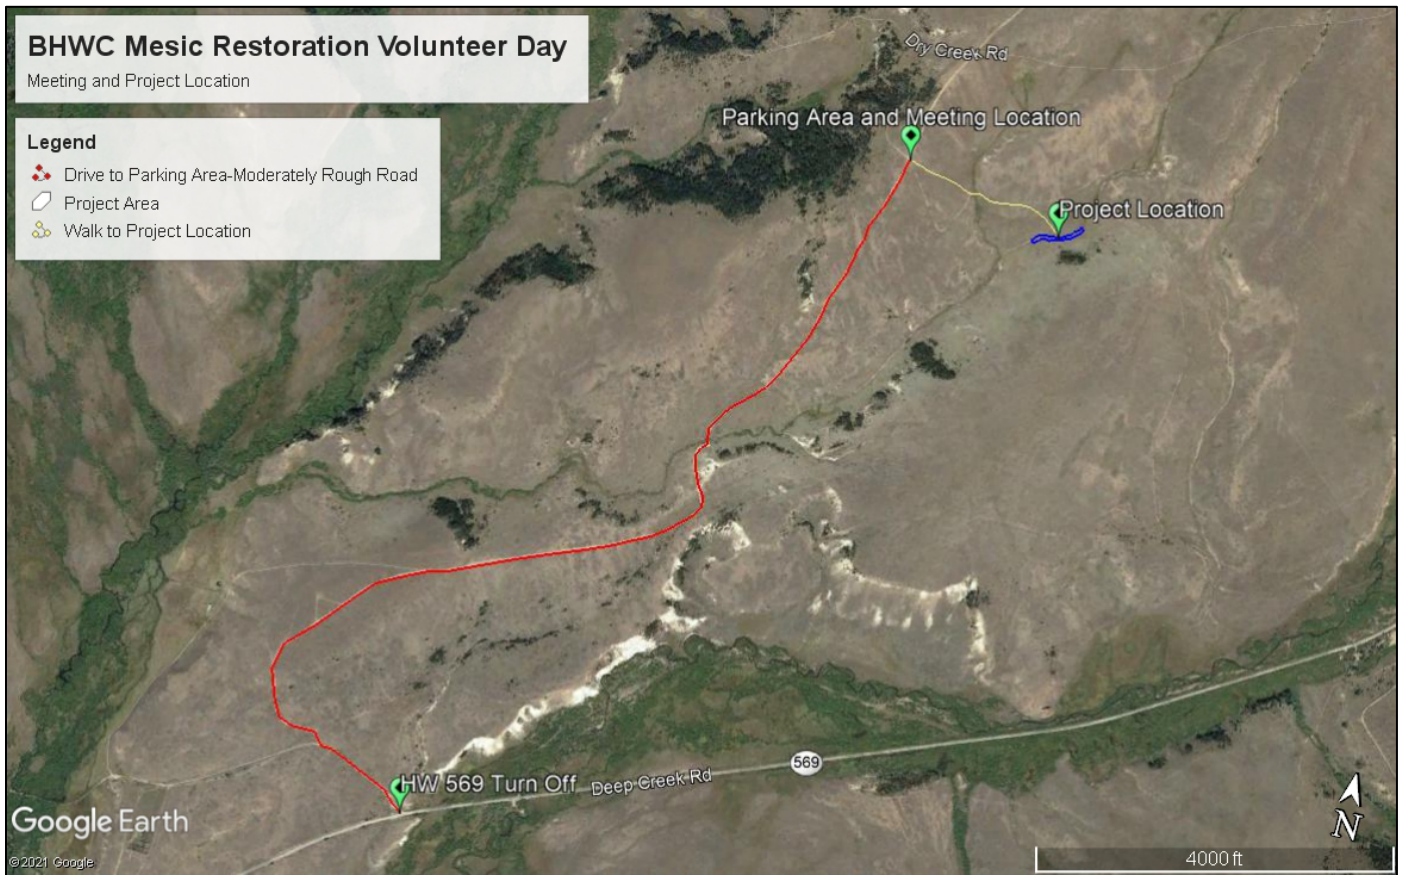 BHWC Mesic Restoration Volunteer Day
Meeting and Project Location
Legend
Drive to Parking Area-Moderately Rough Road
Project Area
Walk to Project Location
Dry Creek Rd
Parking Area and Meeting Location
Project Location
HW 569 Turn Off
Deep Creek Rd
569
N
Google Earth
©2021 Google
4000 ft